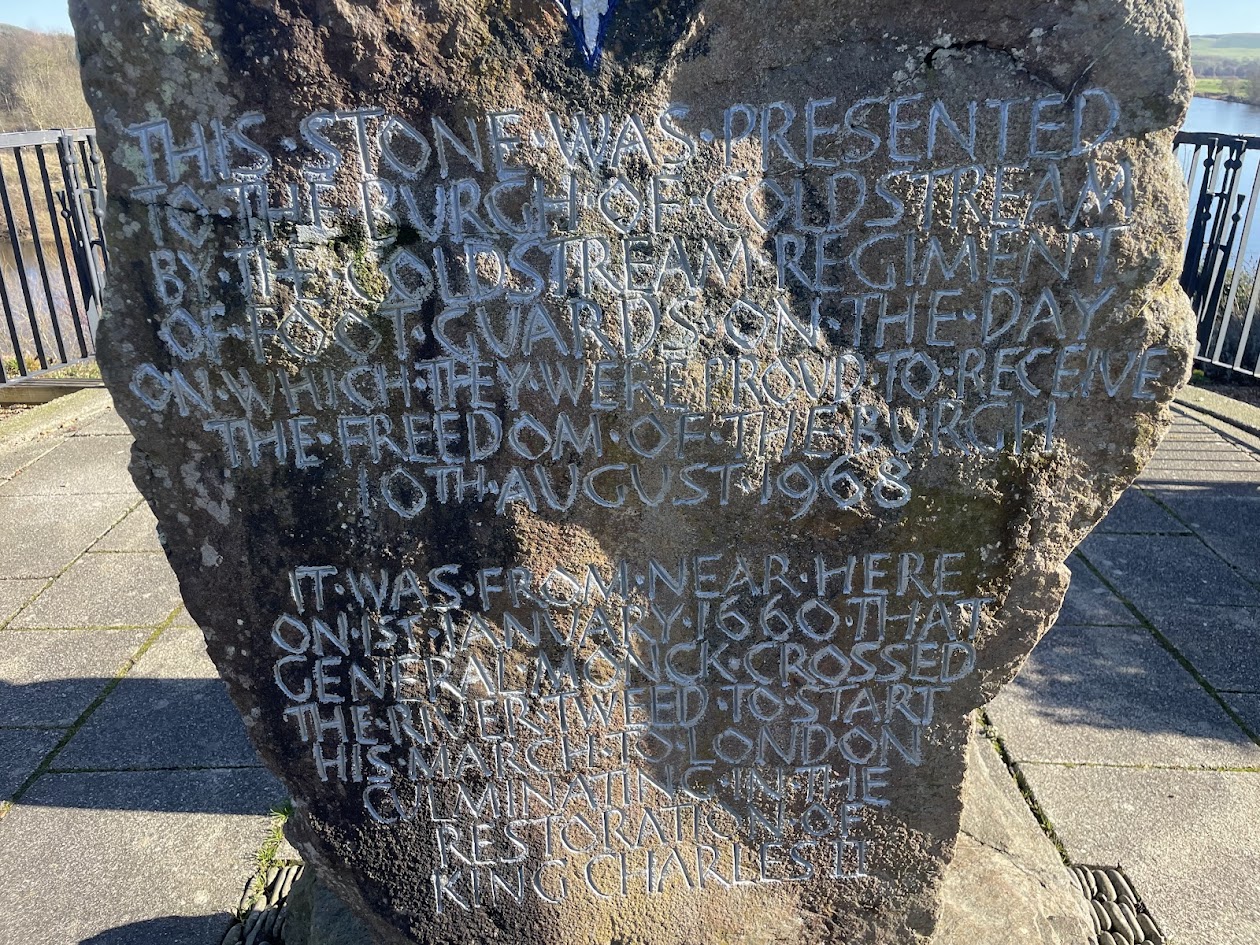 THIS·STONE·WAS·PRESENTED
TO·THE·BURGH·OF·COLDSTREAM
BY·THE·COLDSTREAM·REGIMENT
OF·FOOT·GUARDS·ON·THE·DAY
ON·WHICH·THEY·WERE·PROUD·TO·RECEIVE
THE·FREEDOM·OF·THE·BURGH
10TH·AUGUST·1968
IT·WAS·FROM·NEAR·HERE
ON·1ST·JANUARY·1660·THAT
GENERAL·MONCK·CROSSED
THE·RIVER·TWEED·TO·START
HIS·MARCH·TO·LONDON
CULMINATING·IN·THE
RESTORATION·OF
KING CHARLES II